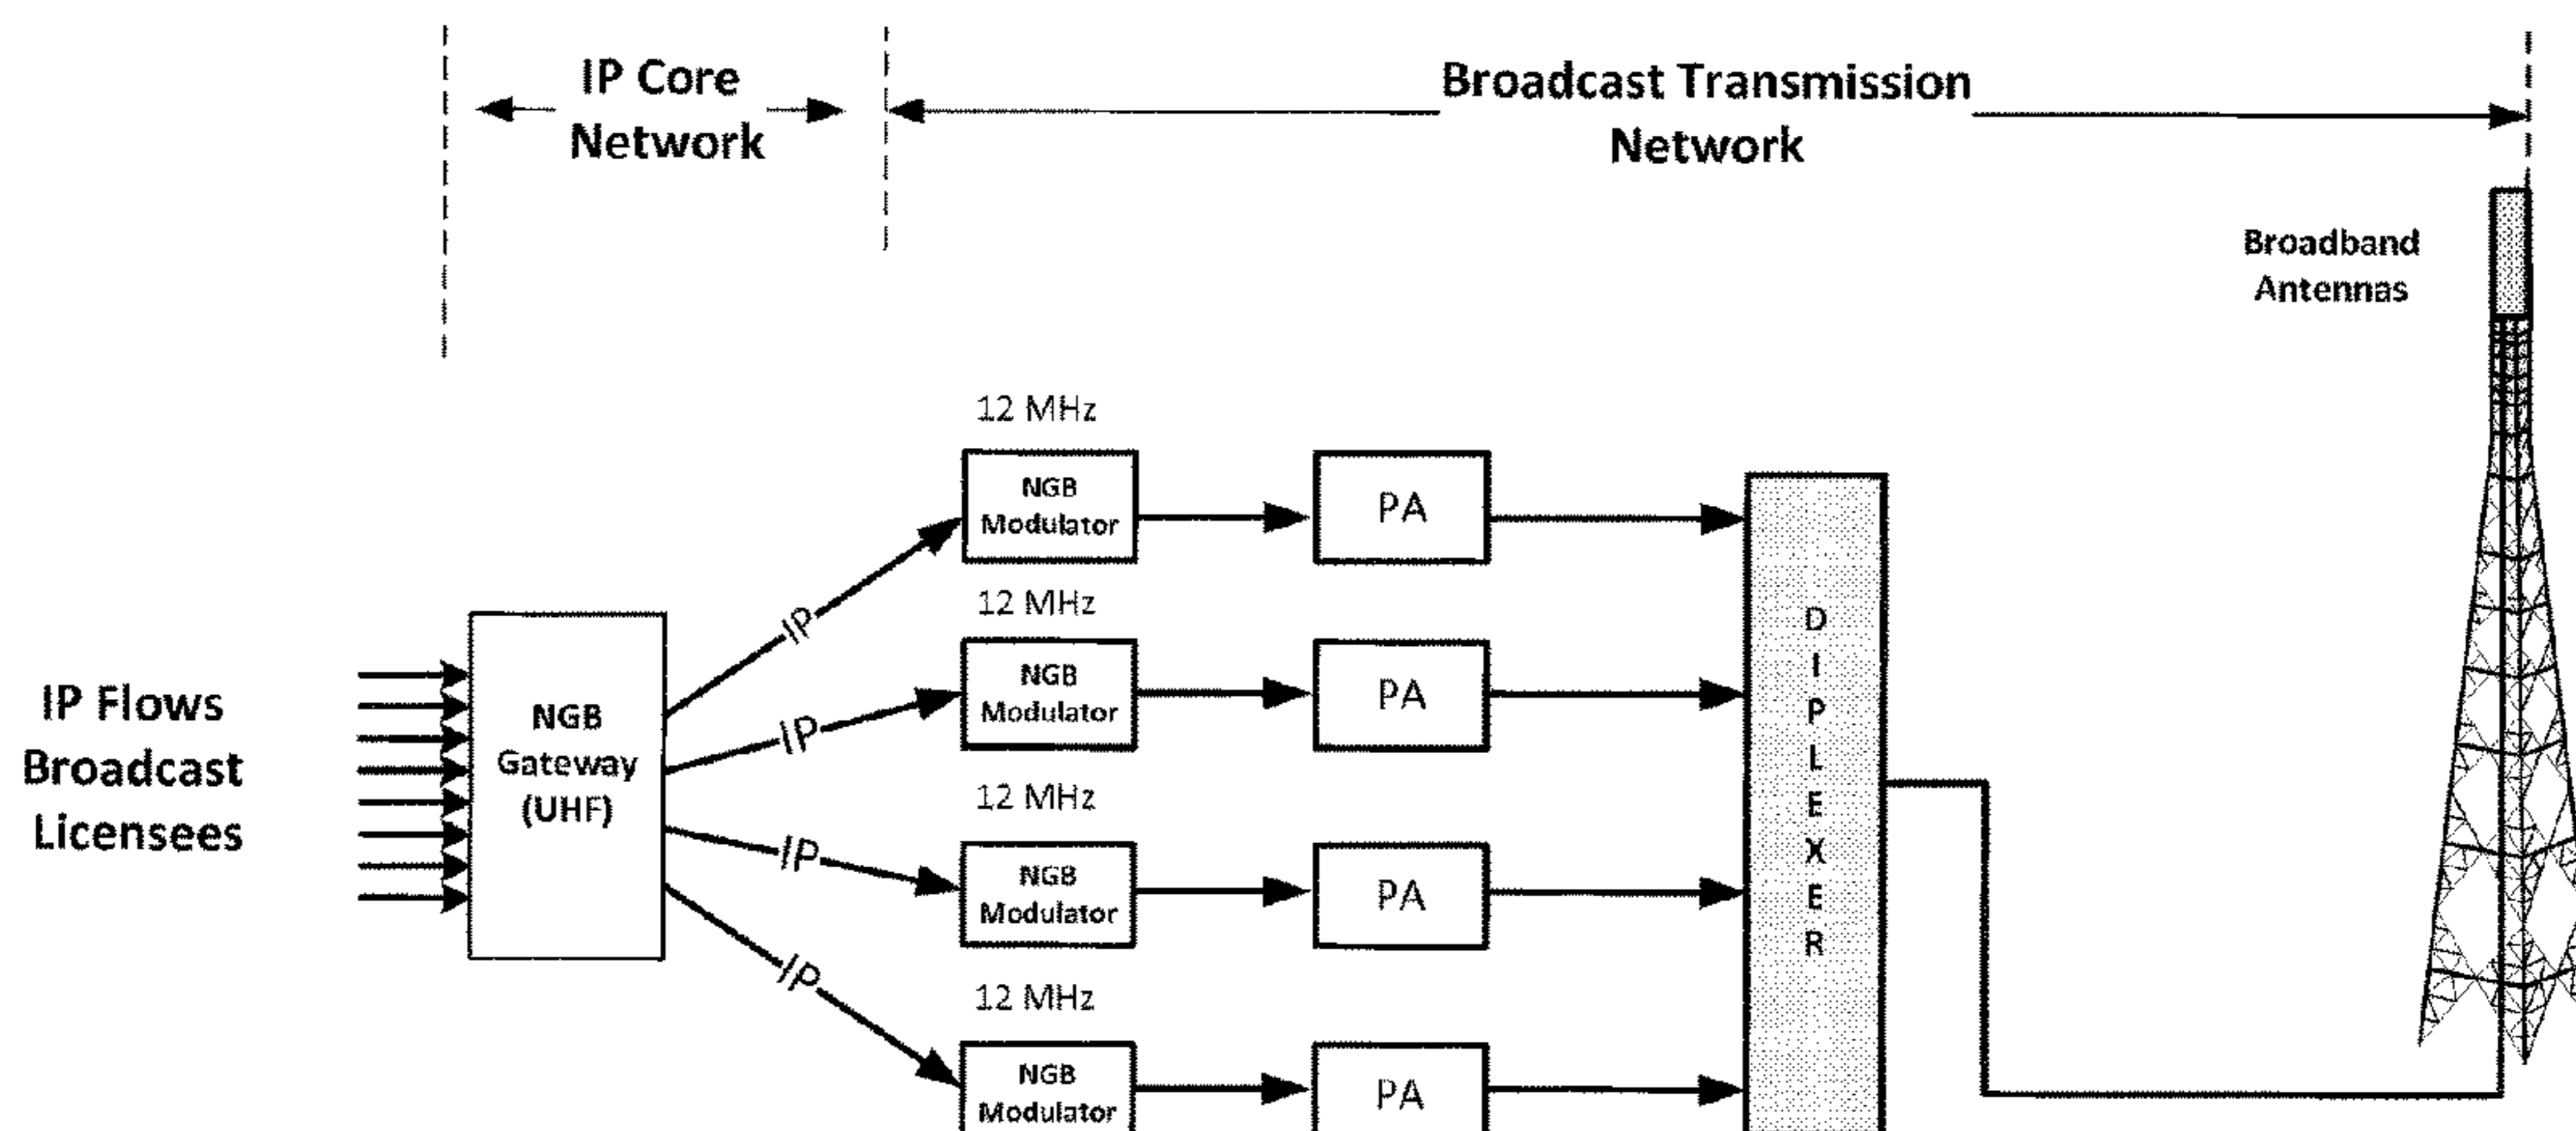 IP Core
Network
Broadcast Transmission
Network
Broadband
Antennas
IP Flows
Broadcast
Licensees
NGB
Gateway
(UHF)
IP
IP
IP
IP
12 MHz
NGB
Modulator
PA
12 MHz
NGB
Modulator
PA
12 MHz
NGB
Modulator
PA
12 MHz
NGB
Modulator
PA
D
I
P
L
E
X
E
R